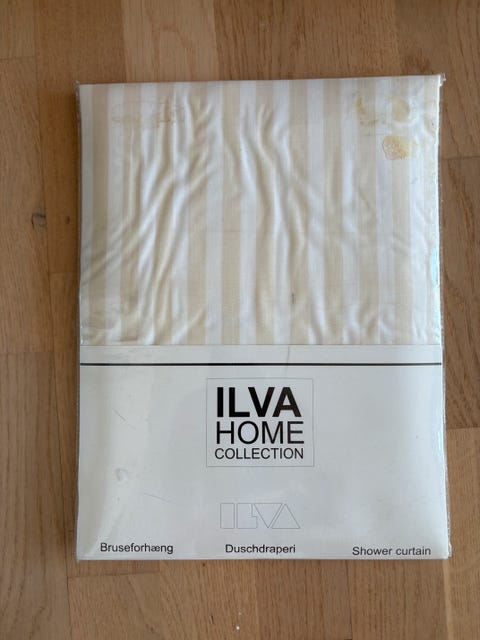 ILVA
HOME
COLLECTION
ILVA
Bruseforhæng Duschdraperi Shower curtain